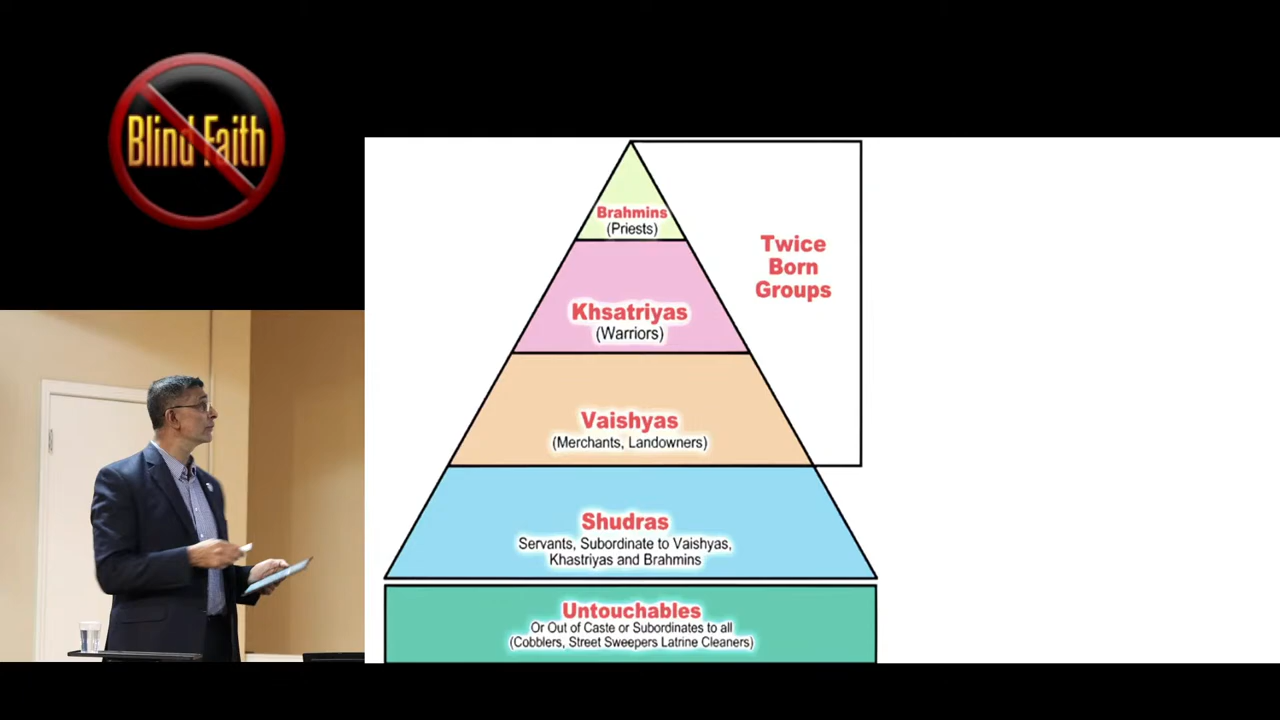 Blind Faith
Brahmins
(Priests)
Twice
Born
Groups
Khsatriyas
(Warriors)
Vaishyas
(Merchants, Landowners)
Shudras
Servants, Subordinate to Vaishyas,
Khastriyas and Brahmins
Untouchables
Or Out of Caste or Subordinates to all
(Cobblers, Street Sweepers Latrine Cleaners)